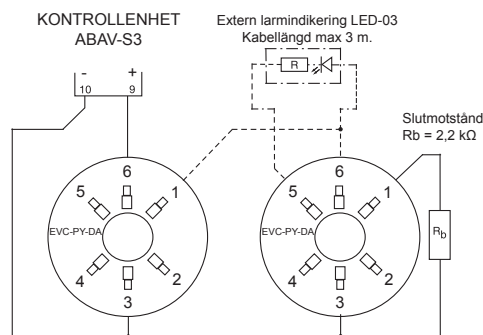 KONTROLLENHET
ABAV-S3
- +
10 9
Extern larmindikering LED-03
Kabellängd max 3 m.
R
Slutmotstånd
Rb = 2,2 kΩ
6
5 1
EVC-PY-DA
4 2
3
6
5 1
EVC-PY-DA
4 2
3
Rb